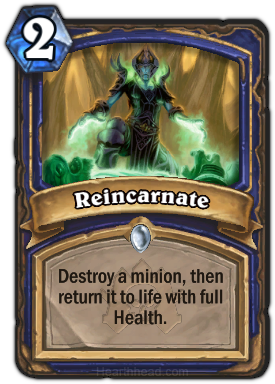 2
Reincarnate
Destroy a minion, then
return it to life with full
Health.
Hearthhead.com